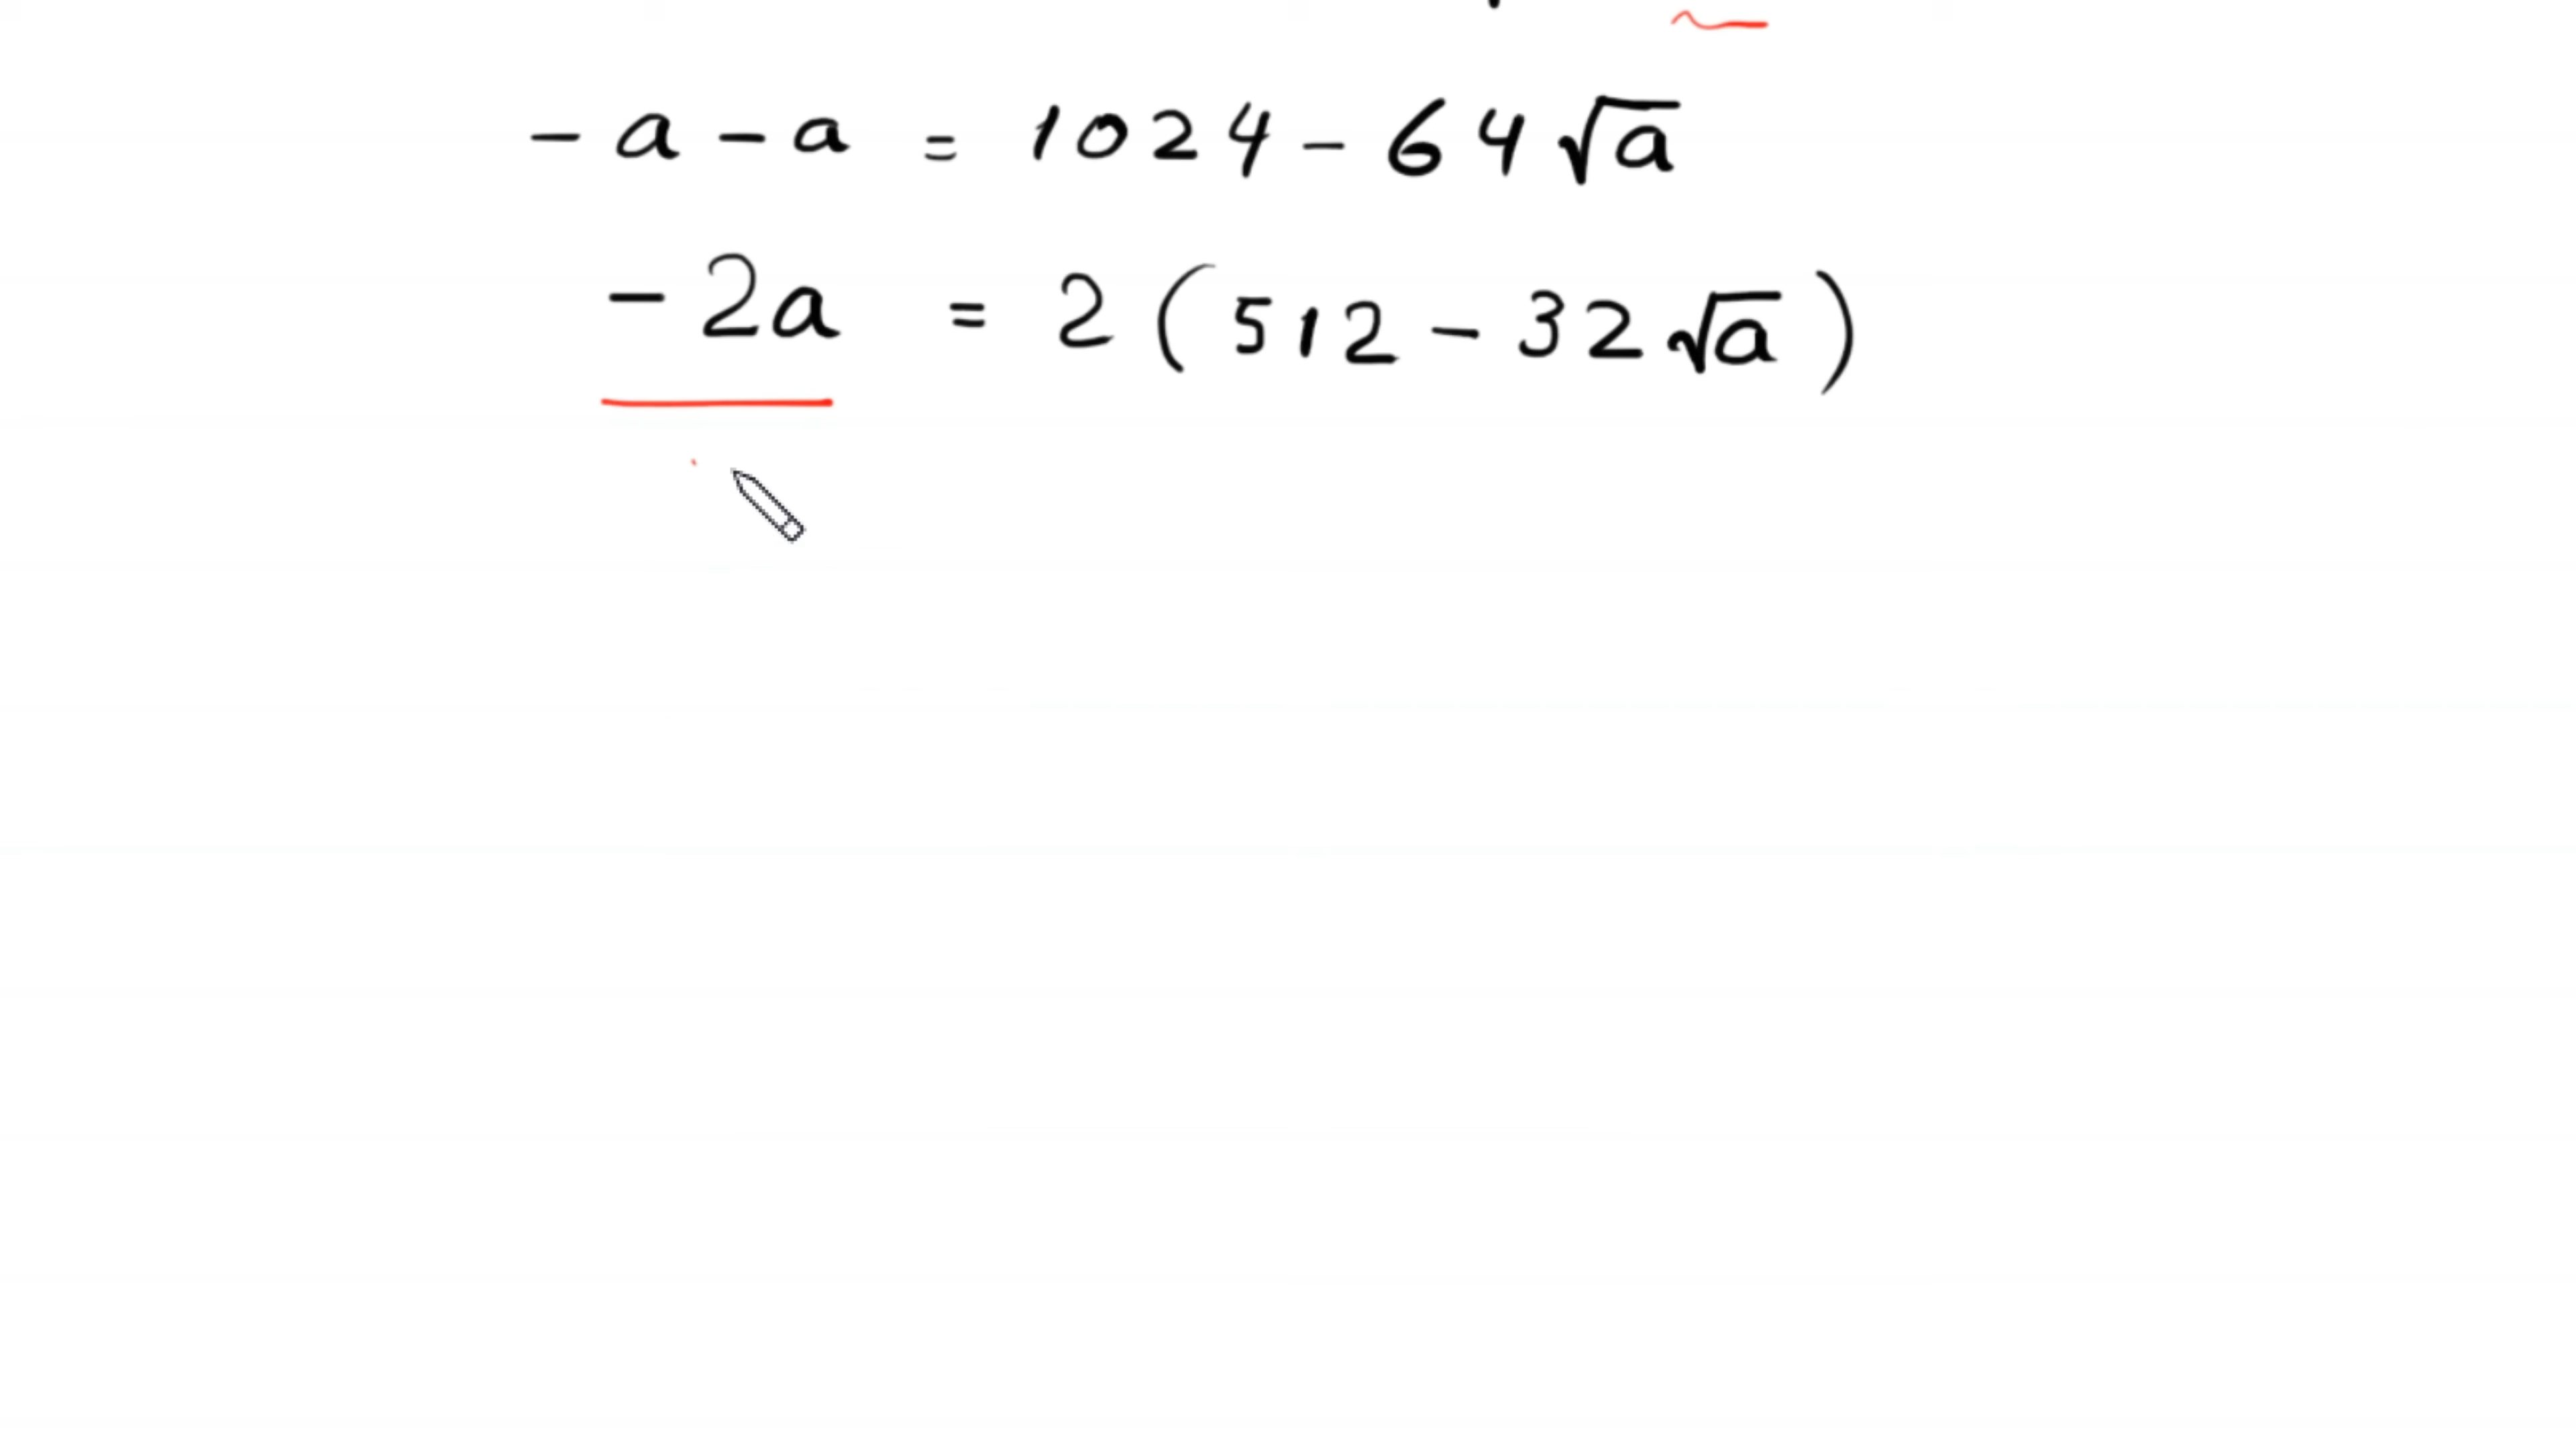 - a - a = 1024 - 64√a
- 2a = 2(512 - 32√a)